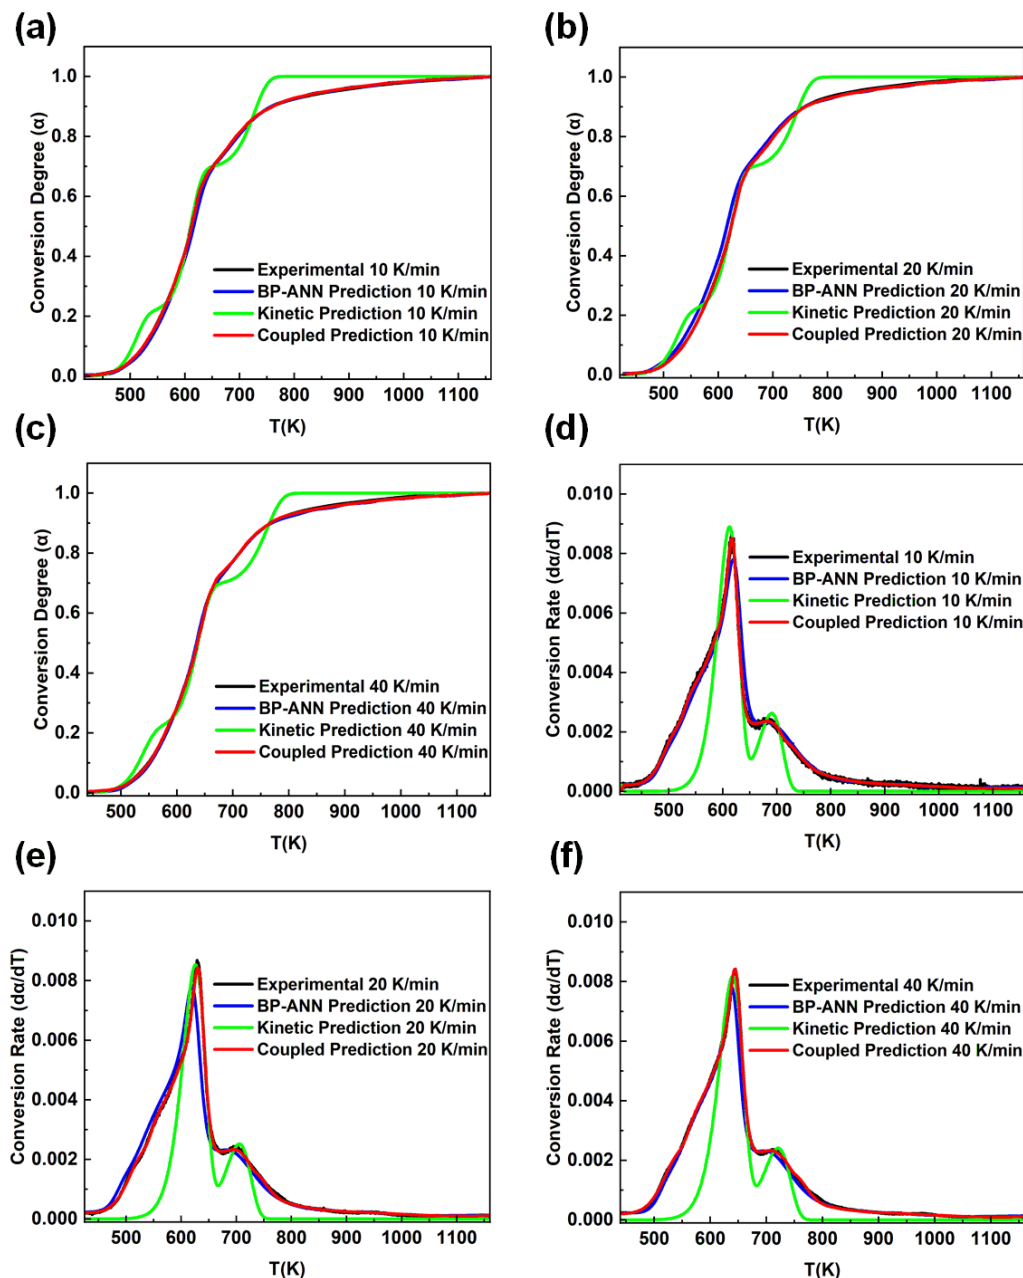 (a)
Conversion Degree (α)
1.0
0.8
0.6
0.4
0.2
0.0
Experimental 10 K/min
BP-ANN Prediction 10 K/min
Kinetic Prediction 10 K/min
Coupled Prediction 10 K/min
500 600 700 800 900 1000 1100
T(K)
(b)
Conversion Degree (α)
1.0
0.8
0.6
0.4
0.2
0.0
Experimental 20 K/min
BP-ANN Prediction 20 K/min
Kinetic Prediction 20 K/min
Coupled Prediction 20 K/min
500 600 700 800 900 1000 1100
T(K)
(c)
Conversion Degree (α)
1.0
0.8
0.6
0.4
0.2
0.0
Experimental 40 K/min
BP-ANN Prediction 40 K/min
Kinetic Prediction 40 K/min
Coupled Prediction 40 K/min
500 600 700 800 900 1000 1100
T(K)
(d)
Conversion Rate (dα/dT)
0.010
0.008
0.006
0.004
0.002
0.000
Experimental 10 K/min
BP-ANN Prediction 10 K/min
Kinetic Prediction 10 K/min
Coupled Prediction 10 K/min
500 600 700 800 900 1000 1100
T(K)
(e)
Conversion Rate (dα/dT)
0.010
0.008
0.006
0.004
0.002
0.000
Experimental 20 K/min
BP-ANN Prediction 20 K/min
Kinetic Prediction 20 K/min
Coupled Prediction 20 K/min
500 600 700 800 900 1000 1100
T(K)
(f)
Conversion Rate (dα/dT)
0.010
0.008
0.006
0.004
0.002
0.000
Experimental 40 K/min
BP-ANN Prediction 40 K/min
Kinetic Prediction 40 K/min
Coupled Prediction 40 K/min
500 600 700 800 900 1000 1100
T(K)